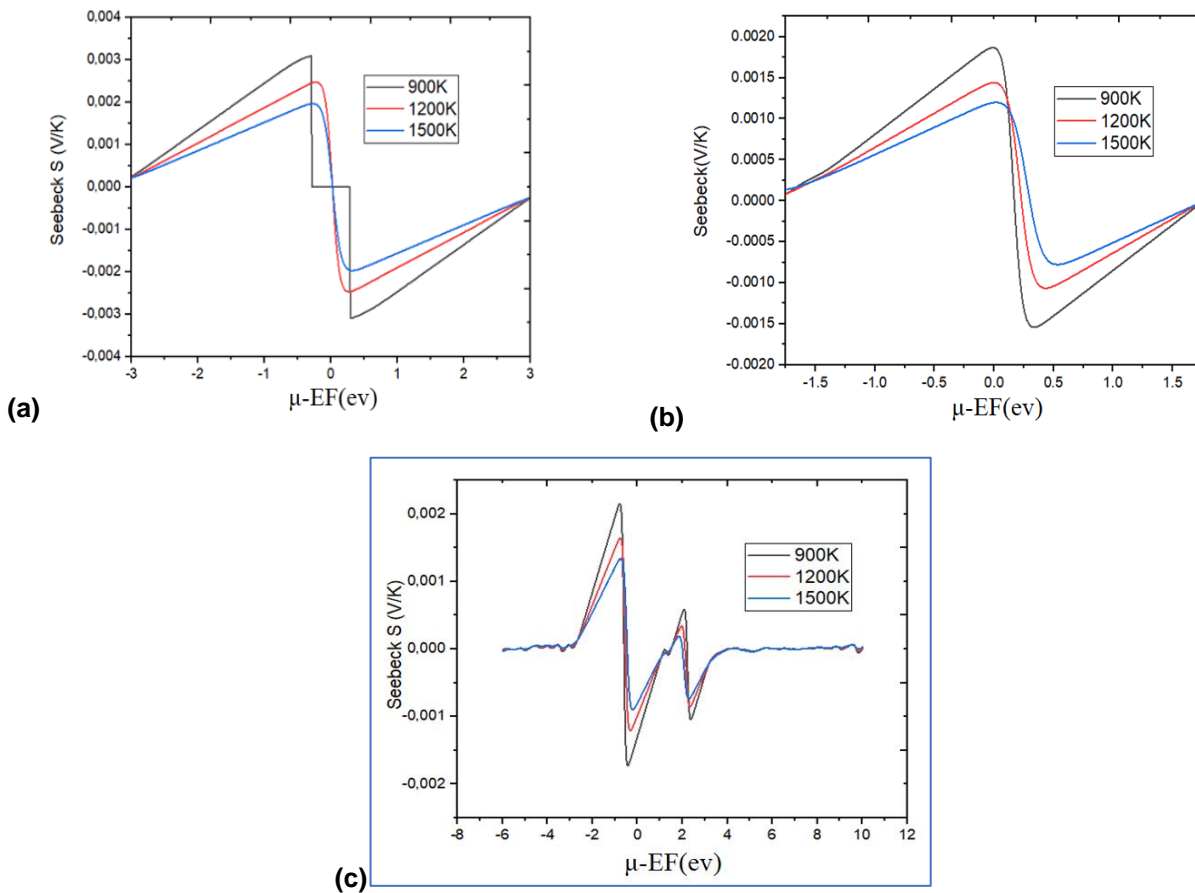 0,004
0.003
0.002
0.001
0.000
-0.001
-0.002
-0.003
-0,004
-3
-2
-1
0
1
2
3
Seebeck S (V/K)
μ-EF(ev)
900K
1200K
1500K
(a)
0.0020
0.0015
0.0010
0.0005
0.0000
-0.0005
-0.0010
-0.0015
-0.0020
-1.5
-1.0
-0.5
0.0
0.5
1.0
1.5
Seebeck(V/K)
μ-EF(ev)
900K
1200K
1500K
(b)
0,002
0,001
0,000
-0,001
-0,002
-8
-6
-4
-2
0
2
4
6
8
10
12
Seebeck S (V/K)
μ-EF(ev)
900K
1200K
1500K
(c)